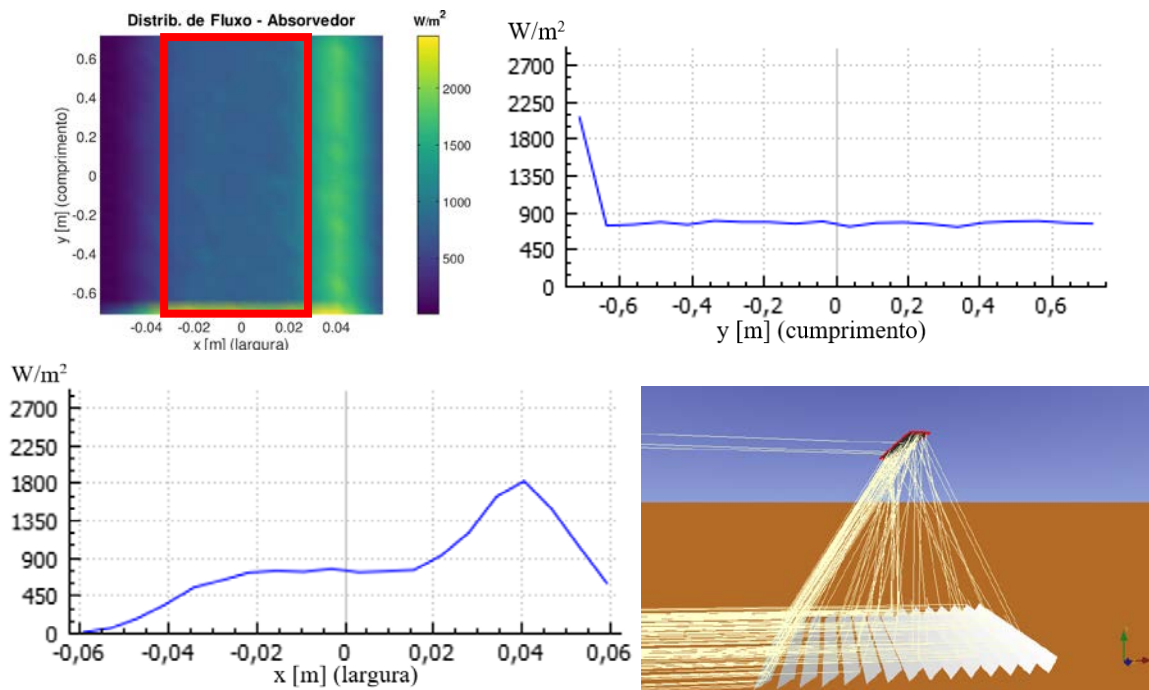 Distrib. de Fluxo - Absorvedor
W/m²
y [m] (comprimento)
0.6
0.4
0.2
0
-0.2
-0.4
-0.6
-0.04 -0.02 0 0.02 0.04
x [m] (largura)
2000
1500
1000
500
W/m²
2700
2250
1800
1350
900
450
0
-0,6 -0,4 -0,2 0 0,2 0,4 0,6
y [m] (cumprimento)
W/m²
2700
2250
1800
1350
900
450
0
-0,06 -0,04 -0,02 0 0,02 0,04 0,06
x [m] (largura)